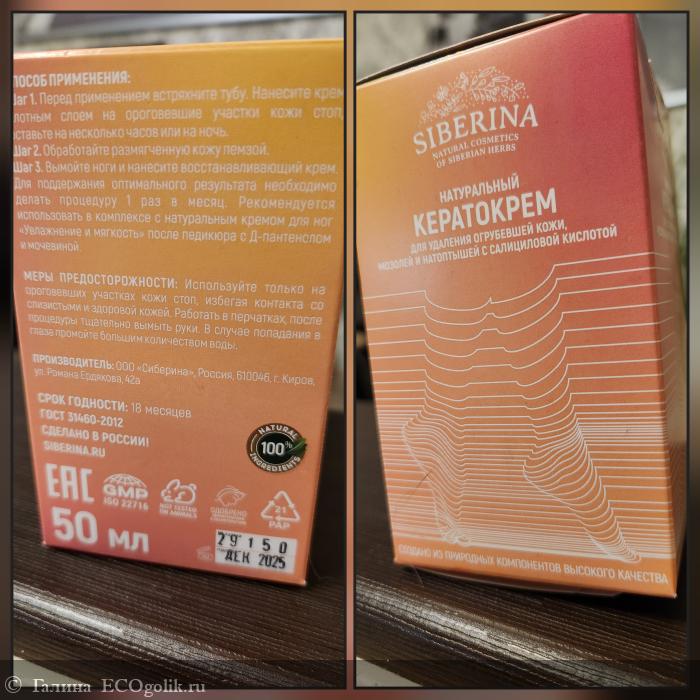 ПОСОБ ПРИМЕНЕНИЯ:
Шаг 1. Перед применением встряхните тубу. Нанесите крем
лотным слоем на ороговевшие участки кожи стоп,
ставьте на несколько часов или на ночь.
Шаг 2. Обработайте размягченную кожу пемзой.
Шаг 3. Вымойте ноги и нанесите восстанавливающий крем.
Для поддержания оптимального результата необходимо
делать процедуру 1 раз в месяц. Рекомендуется
использовать в комплексе с натуральным кремом для ног
«Увлажнение и мягкость» после педикюра с Д-пантенолом
и мочевиной.
МЕРЫ ПРЕДОСТОРОЖНОСТИ: Используйте только на
ороговевших участках кожи стоп, избегая контакта со
слизистыми и здоровой кожей. Работать в перчатках, после
процедуры тщательно вымыть руки. В случае попадания в
глаза промойте большим количеством воды.
ПРОИЗВОДИТЕЛЬ: ООО «Сиберина», Россия, 610046, г. Киров,
ул. Романа Ердякова, 42а
СРОК ГОДНОСТИ: 18 месяцев
ГОСТ 31460-2012
СДЕЛАНО В РОССИИ!
SIBERINA.RU
NATURAL
100%
INGREDIENTS
EAC
GMP
ISO 22716
NOT TESTED
ON ANIMALS
ОДОБРЕНО
21
PAP
50 МЛ
29150
ДЕК 2025
SIBERINA
NATURAL COSMETICS
OF SIBERIAN HERBS
НАТУРАЛЬНЫЙ
КЕРАТОКРЕМ
ДЛЯ УДАЛЕНИЯ ОГРУБЕВШЕЙ КОЖИ,
МОЗОЛЕЙ И НАТОПТЫШЕЙ С САЛИЦИЛОВОЙ КИСЛОТОЙ
СОЗДАНО ИЗ ПРИРОДНЫХ КОМПОНЕНТОВ ВЫСОКОГО КАЧЕСТВА
© Галина ECOgolik.ru